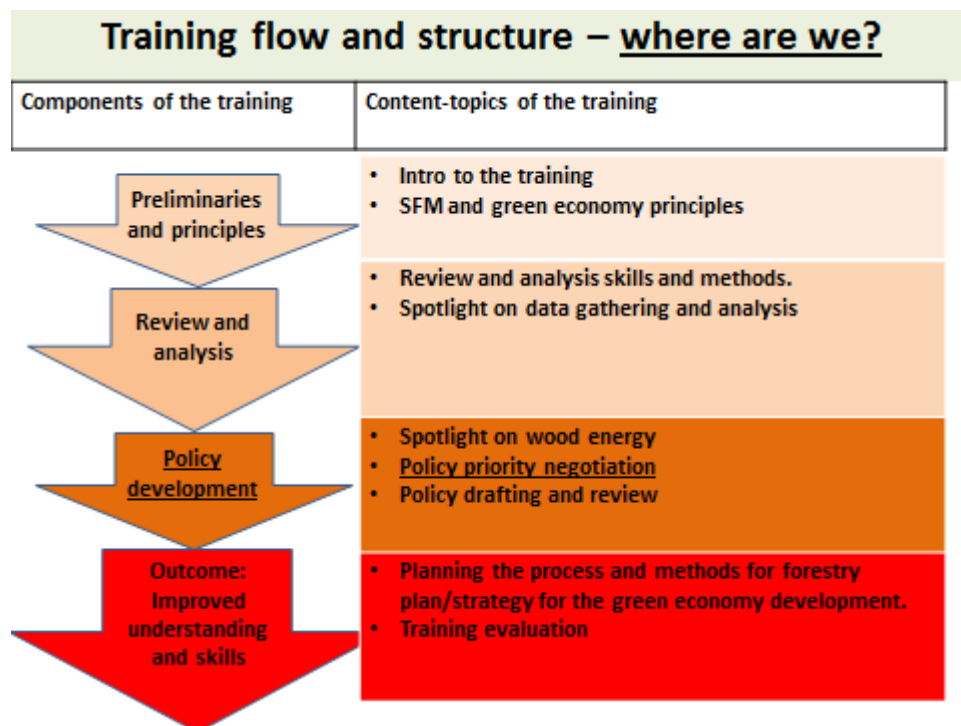 Training flow and structure – where are we?
Components of the training
Content-topics of the training
Preliminaries
and principles
• Intro to the training
• SFM and green economy principles
Review and
analysis
• Review and analysis skills and methods.
• Spotlight on data gathering and analysis
Policy
development
• Spotlight on wood energy
• Policy priority negotiation
• Policy drafting and review
Outcome:
Improved
understanding
and skills
• Planning the process and methods for forestry
plan/strategy for the green economy development.
• Training evaluation